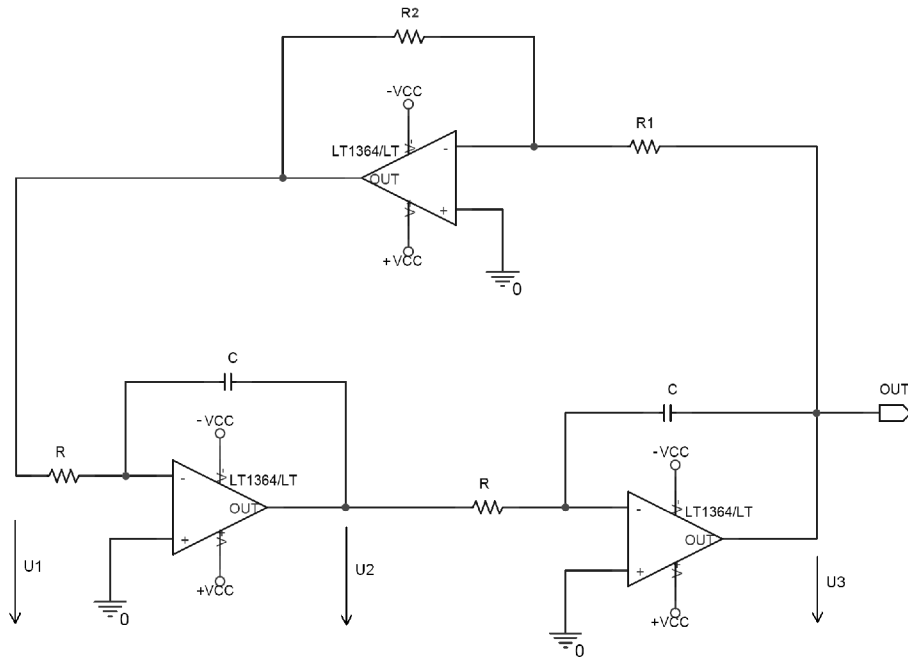 R2
-VCC
R1
LT1364/LT
-
V-
OUT
+
V+
+VCC
0
C
C
OUT
-VCC
-VCC
R
-
V-
LT1364/LT
R
-
V-
LT1364/LT
OUT
OUT
+
V+
+
V+
U1
U2
U3
+VCC
+VCC
0
0